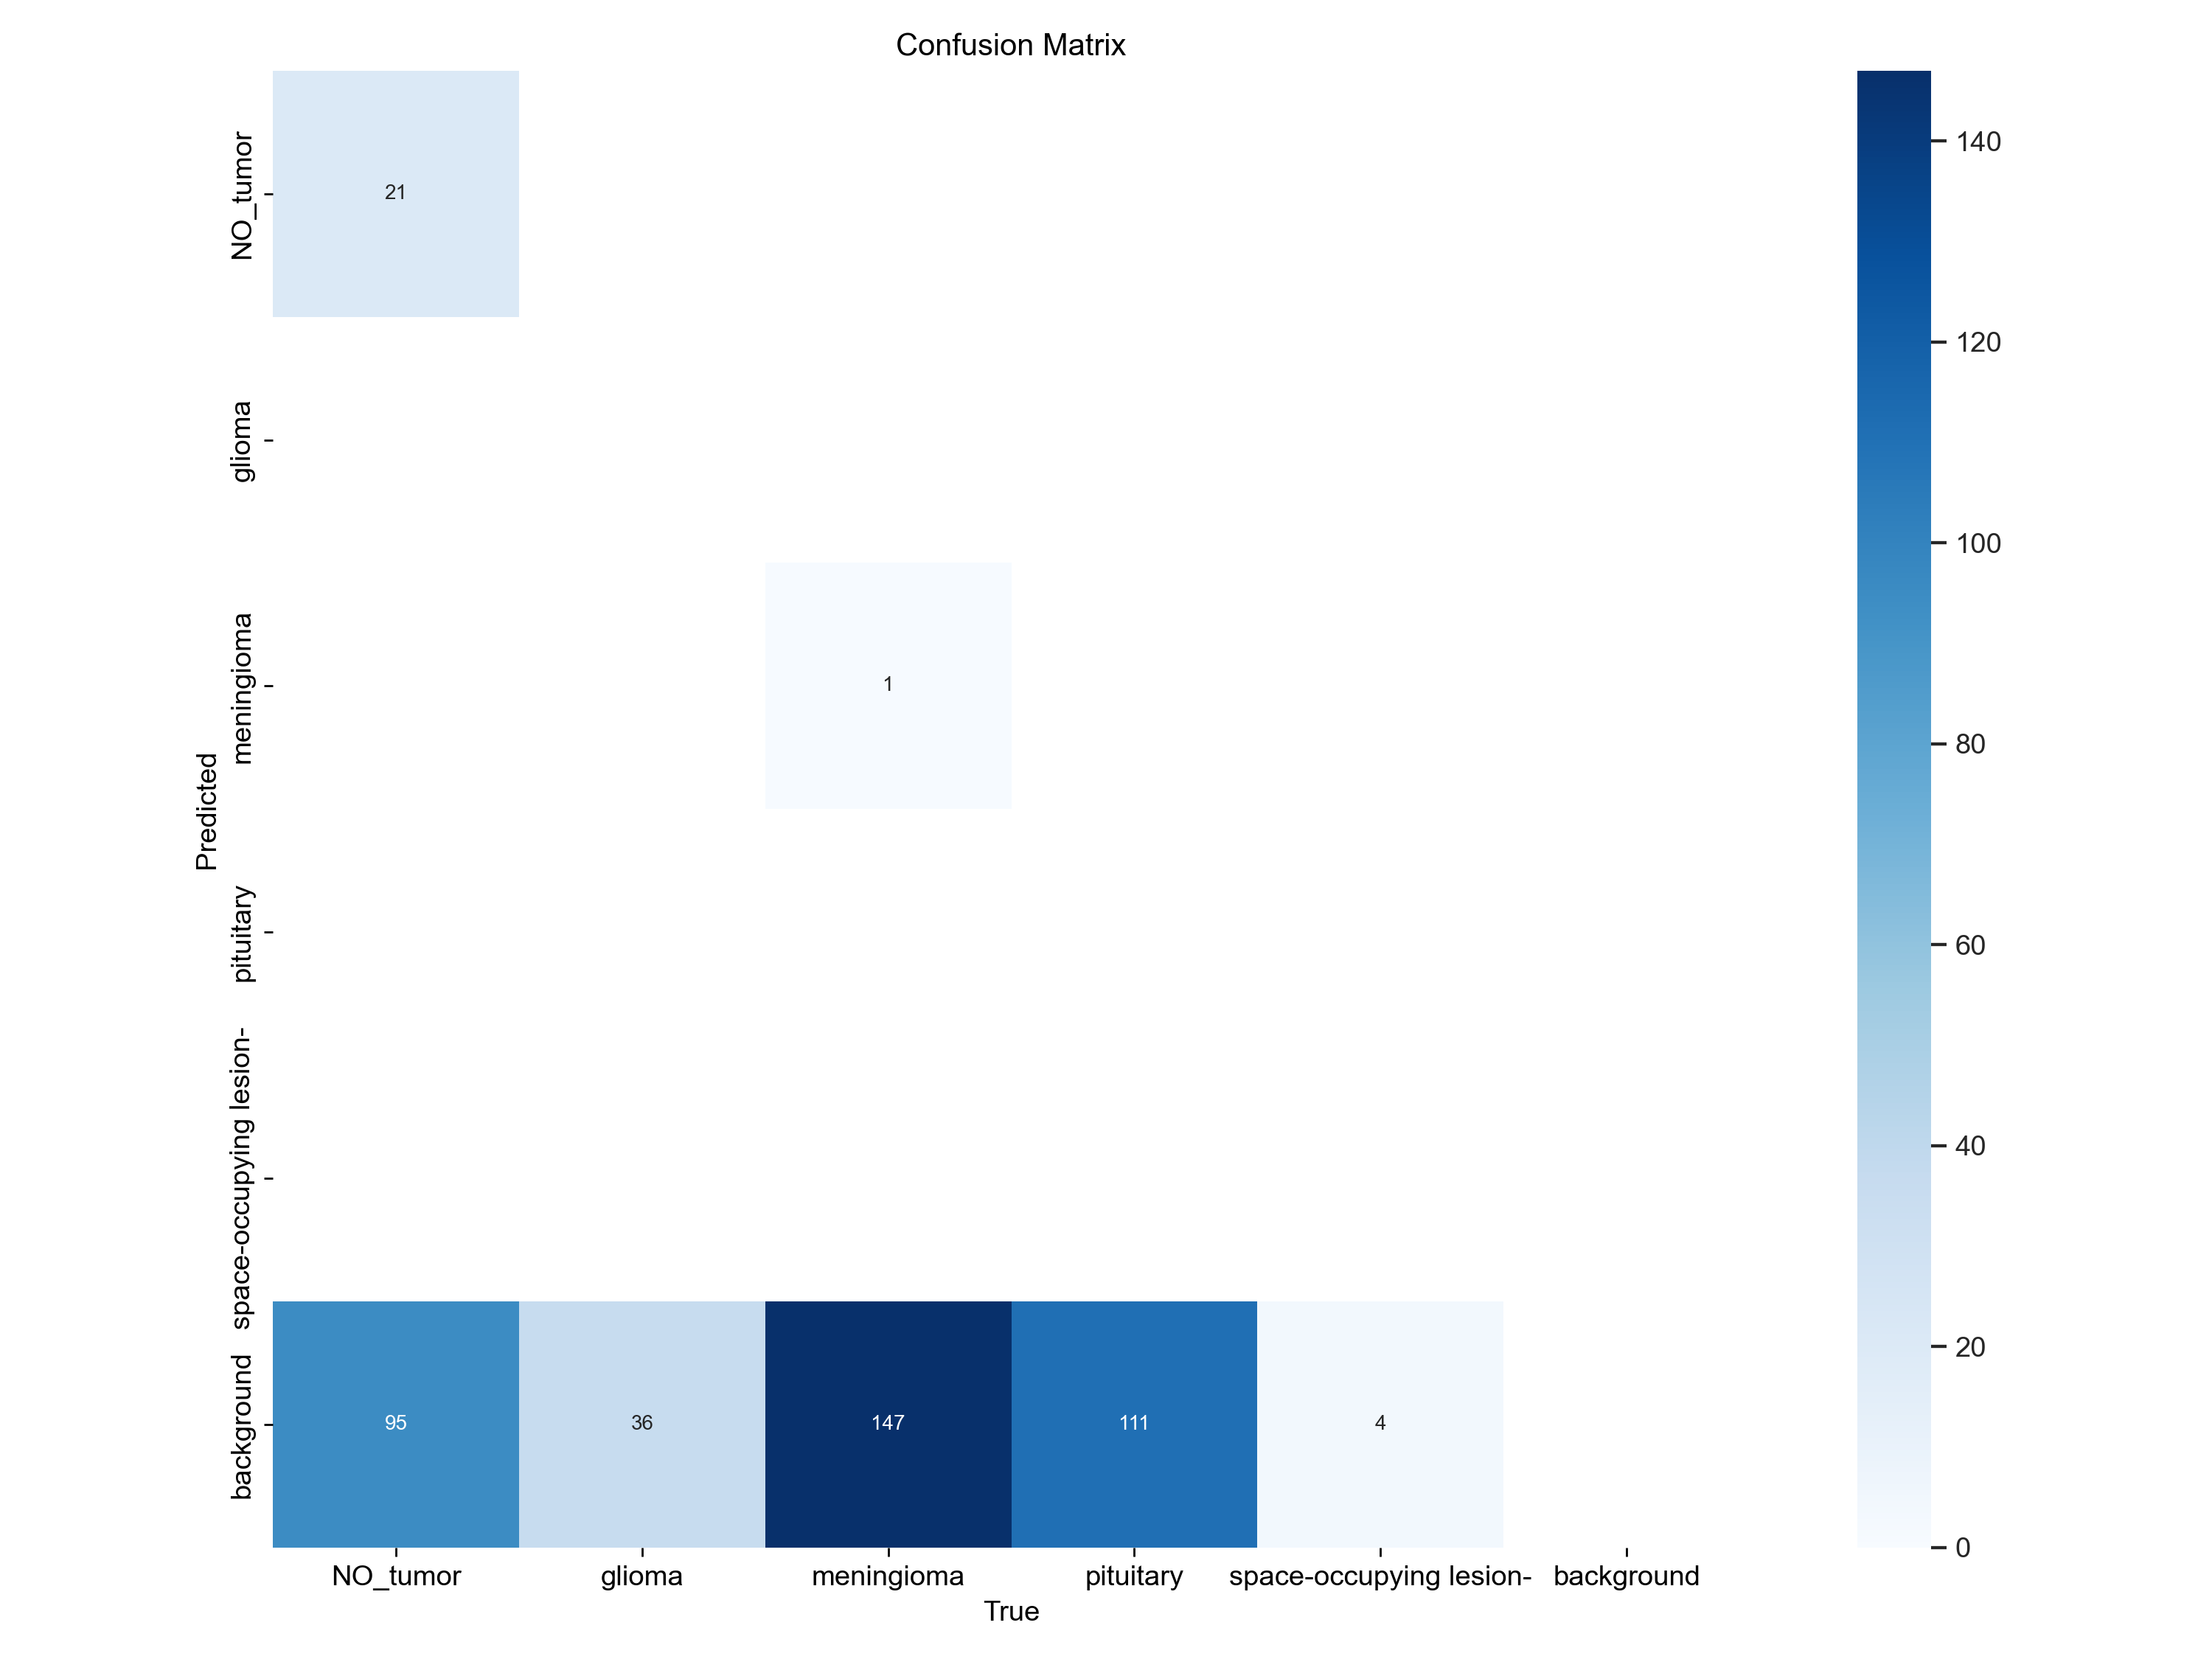 Confusion Matrix
NO_tumor
glioma
meningioma
pituitary
space-occupying lesion-
background
Predicted
21
1
95 36 147 111 4
NO_tumor glioma meningioma pituitary space-occupying lesion- background
True
140
120
100
80
60
40
20
0